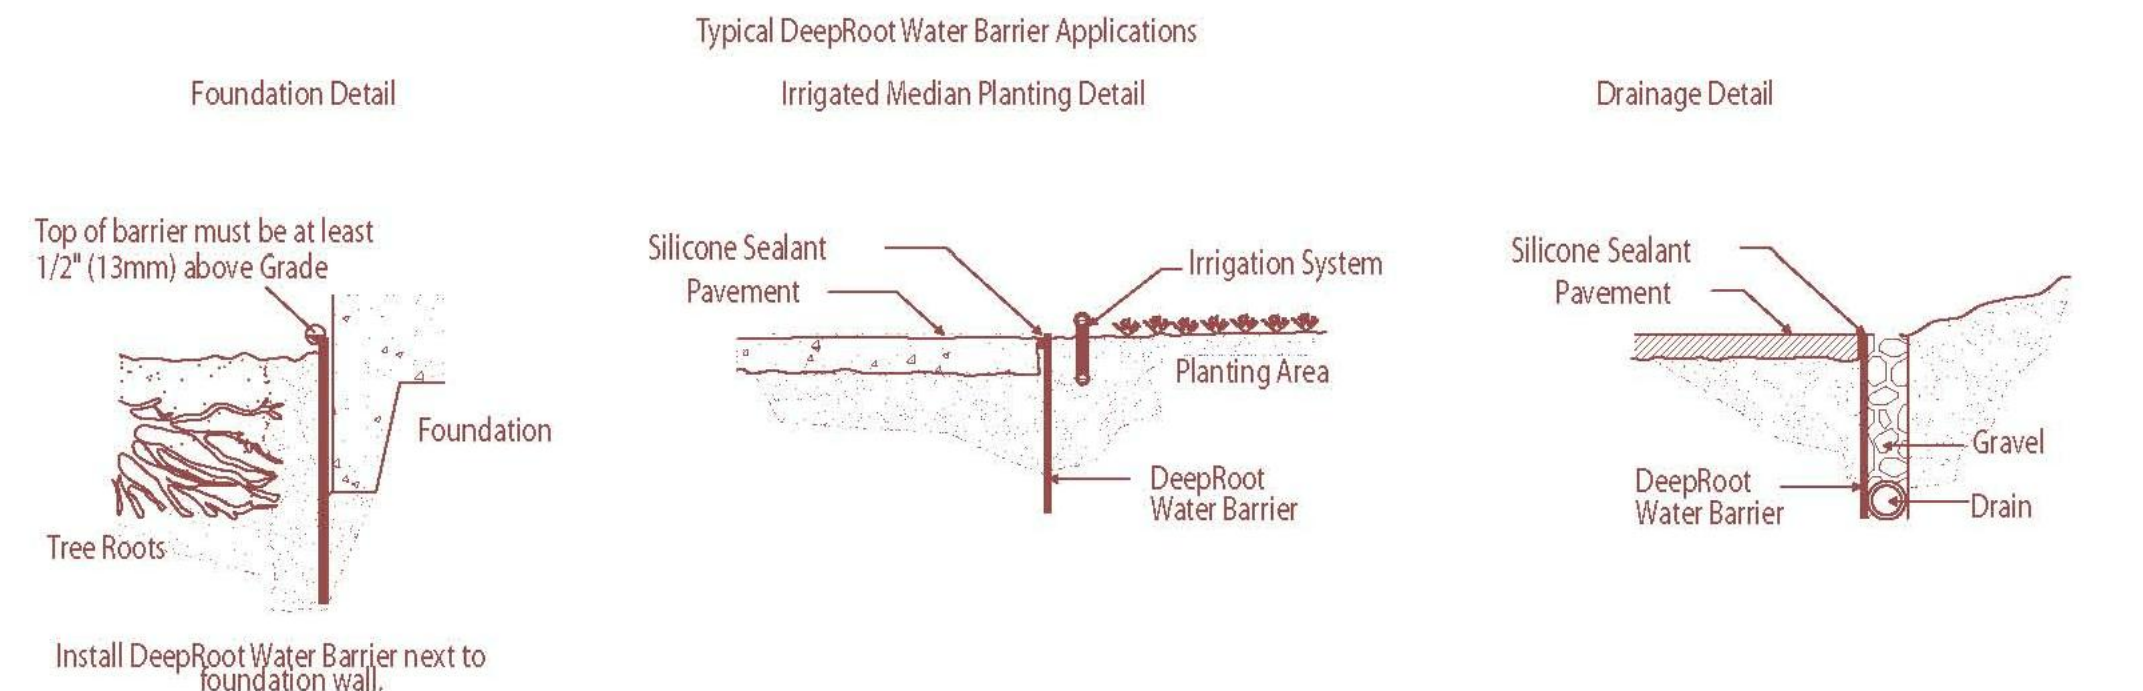 Typical DeepRoot Water Barrier Applications
Foundation Detail
Irrigated Median Planting Detail
Drainage Detail
Top of barrier must be at least
1/2" (13mm) above Grade
Foundation
Tree Roots
Install DeepRoot Water Barrier next to
foundation wall.
Silicone Sealant
Pavement
Irrigation System
Planting Area
DeepRoot
Water Barrier
Silicone Sealant
Pavement
Gravel
DeepRoot
Water Barrier
Drain